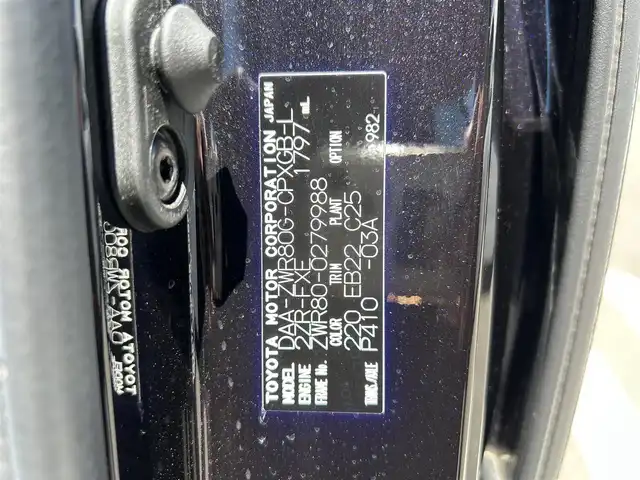 TOYOTA MOTOR CORPORATION JAPAN
MODEL DAA-ZWR80G-CPXGB-L
ENGINE 2ZR-FXE 1797 mL
FRAME No. ZWR80-0279988
COLOR TRIM PLANT OPTION
220 EB22 C25
TRANS./AXLE P410 -03A 982